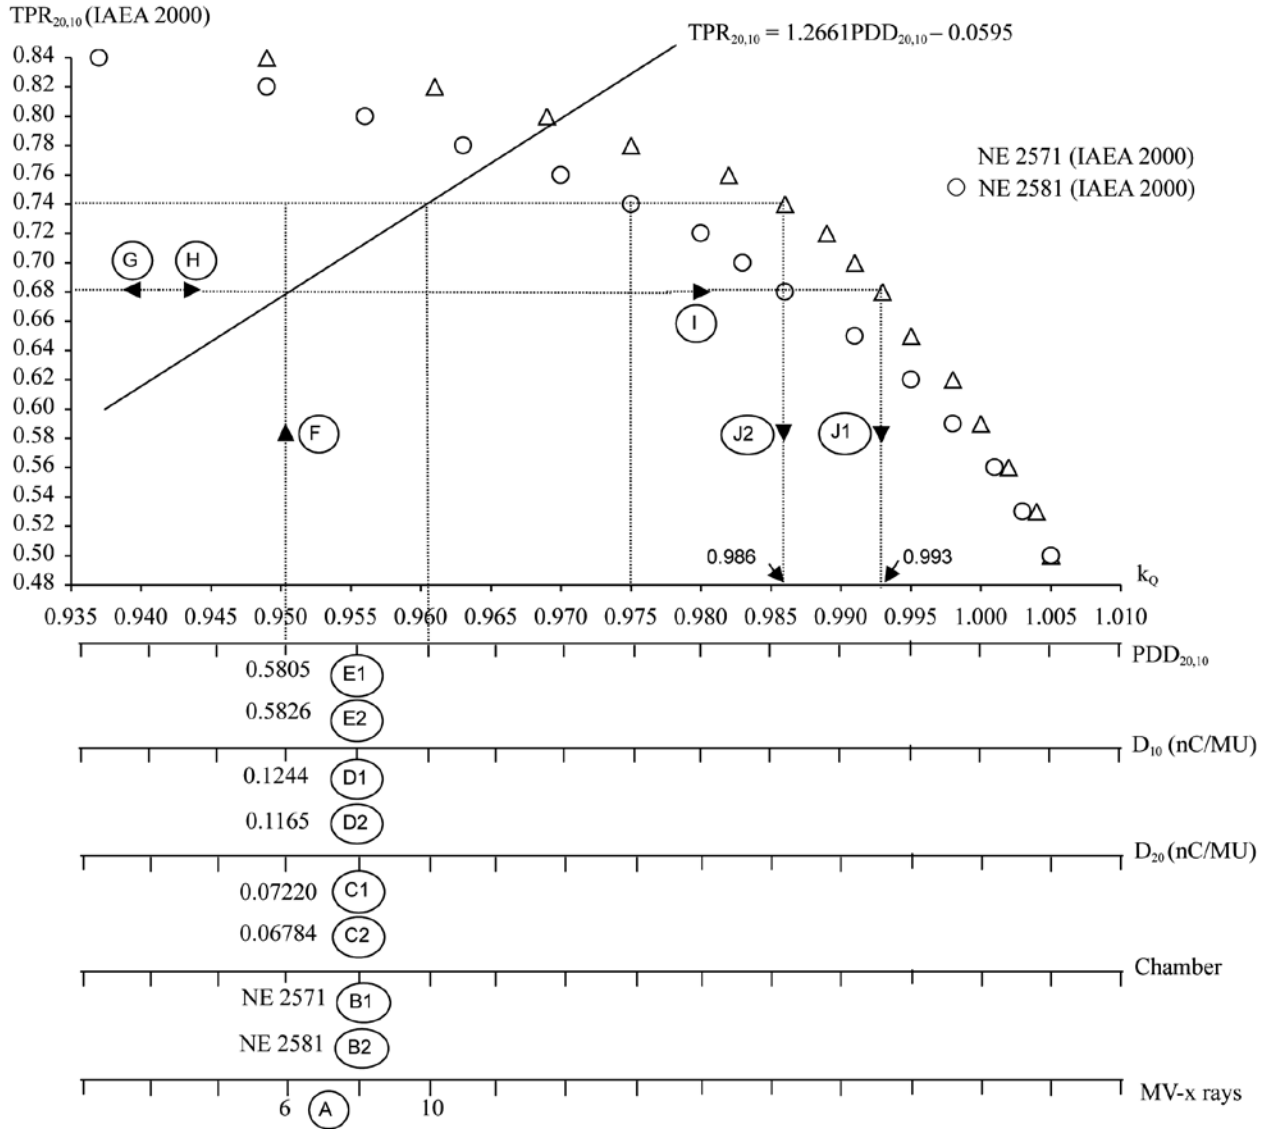 TPR20,10 (IAEA 2000)
TPR20,10 = 1.2661PDD20,10 – 0.0595
0.84
0.82
0.80
0.78
0.76
0.74
0.72
0.70
0.68
0.66
0.64
0.62
0.60
0.58
0.56
0.54
0.52
0.50
0.48
NE 2571 (IAEA 2000)
NE 2581 (IAEA 2000)
G
H
I
F
J2
J1
0.986
0.993
kQ
0.935 0.940 0.945 0.950 0.955 0.960 0.965 0.970 0.975 0.980 0.985 0.990 0.995 1.000 1.005 1.010
PDD20,10
0.5805 E1
0.5826 E2
D10 (nC/MU)
0.1244 D1
0.1165 D2
D20 (nC/MU)
0.07220 C1
0.06784 C2
Chamber
NE 2571 B1
NE 2581 B2
MV-x rays
6 A 10